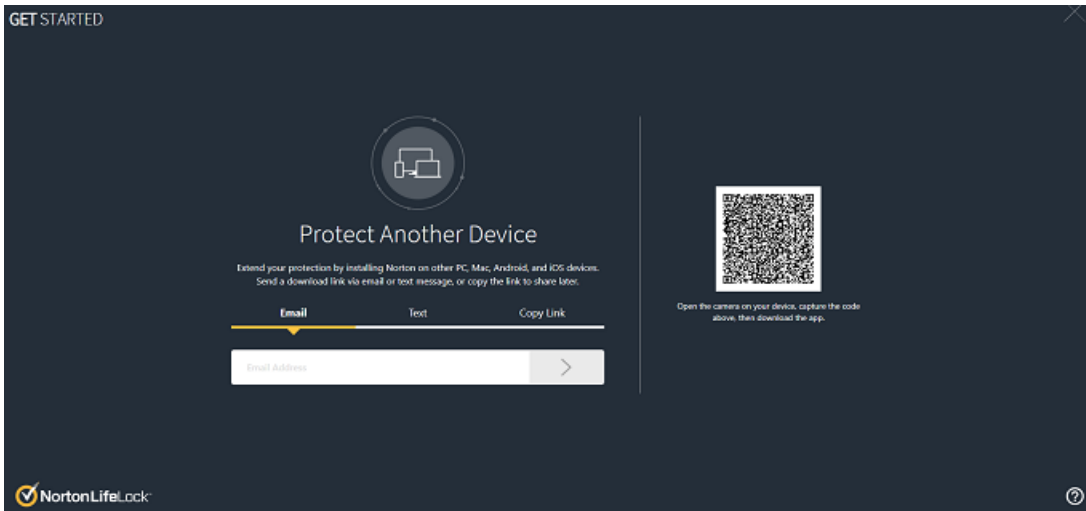 GET STARTED
Protect Another Device
Extend your protection by installing Norton on other PC, Mac, Android, and iOS devices.
Send a download link via email or text message, or copy the link to share later.
Email Text Copy Link
Email Address
Open the camera on your device, capture the code
above, then download the app.
NortonLifeLock